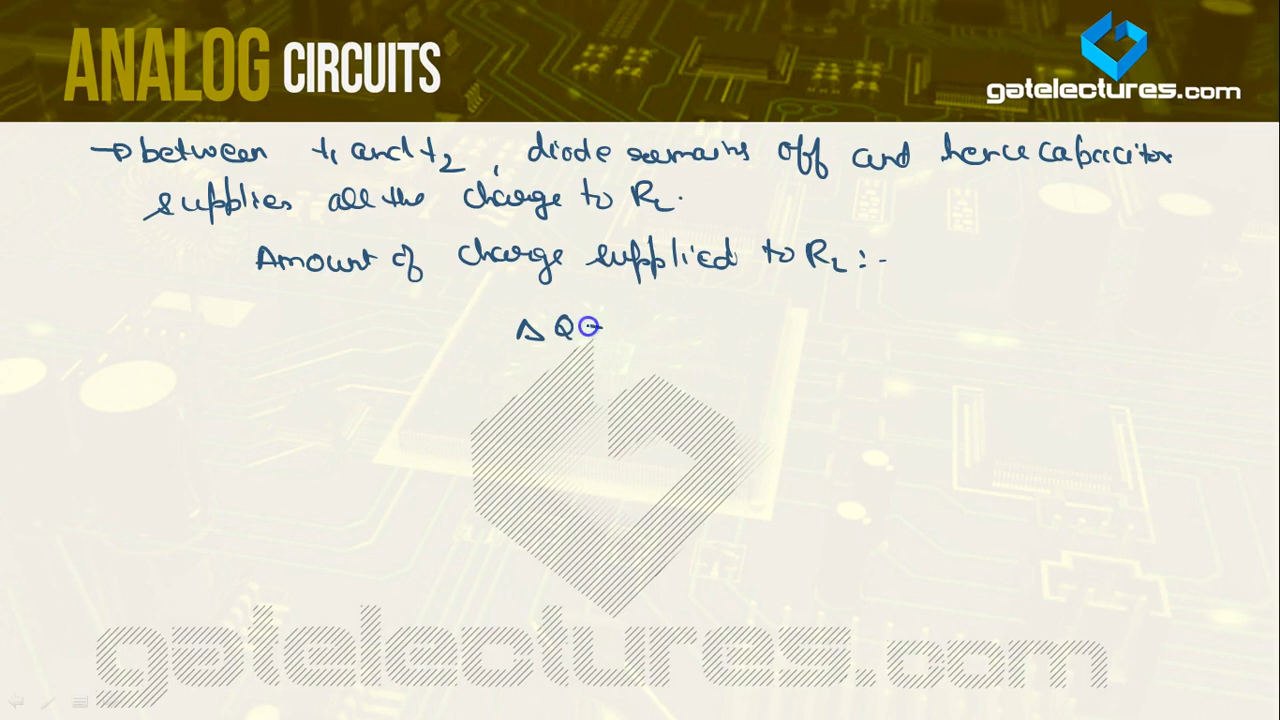 ANALOG CIRCUITS
gatelectures.com
→ between t1 and t2, diode remains off and hence capacitor
supplies all the charge to RL.
Amount of charge supplied to RL :-
Δ Q
gatelectures.com